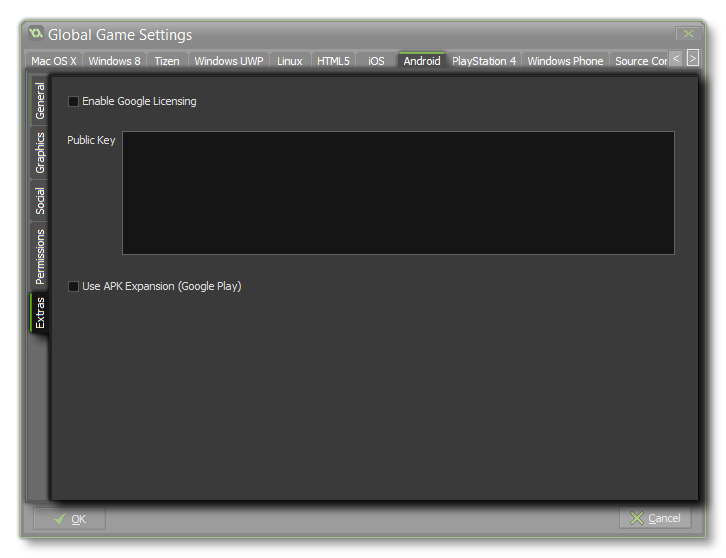 Global Game Settings
Mac OS X Windows 8 Tizen Windows UWP Linux HTML5 iOS Android PlayStation 4 Windows Phone Source Cor < >
General
Graphics
Social
Permissions
Extras
Enable Google Licensing
Public Key
Use APK Expansion (Google Play)
OK
Cancel